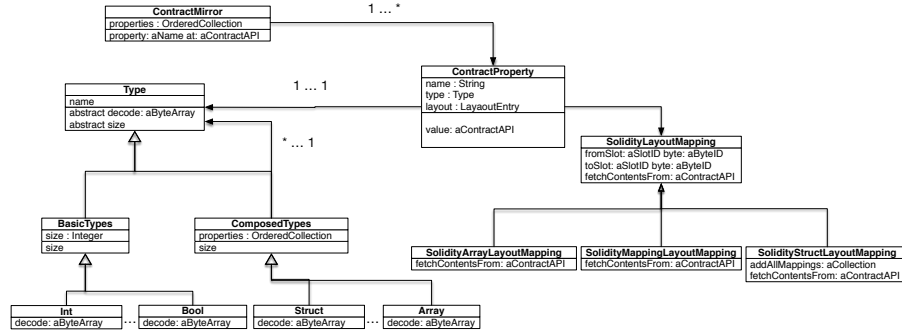 ContractMirror
properties : OrderedCollection
property: aName at: aContractAPI
1 ... *
ContractProperty
name : String
type : Type
layout : LayaoutEntry
value: aContractAPI
1 ... 1
Type
name
abstract decode: aByteArray
abstract size
* ... 1
SolidityLayoutMapping
fromSlot: aSlotID byte: aByteID
toSlot: aSlotID byte: aByteID
fetchContentsFrom: aContractAPI
BasicTypes
size : Integer
size
ComposedTypes
properties : OrderedCollection
size
SolidityArrayLayoutMapping
fetchContentsFrom: aContractAPI
SolidityMappingLayoutMapping
fetchContentsFrom: aContractAPI
SolidityStructLayoutMapping
addAllMappings: aCollection
fetchContentsFrom: aContractAPI
Int
decode: aByteArray
...
Bool
decode: aByteArray
Struct
decode: aByteArray
...
Array
decode: aByteArray